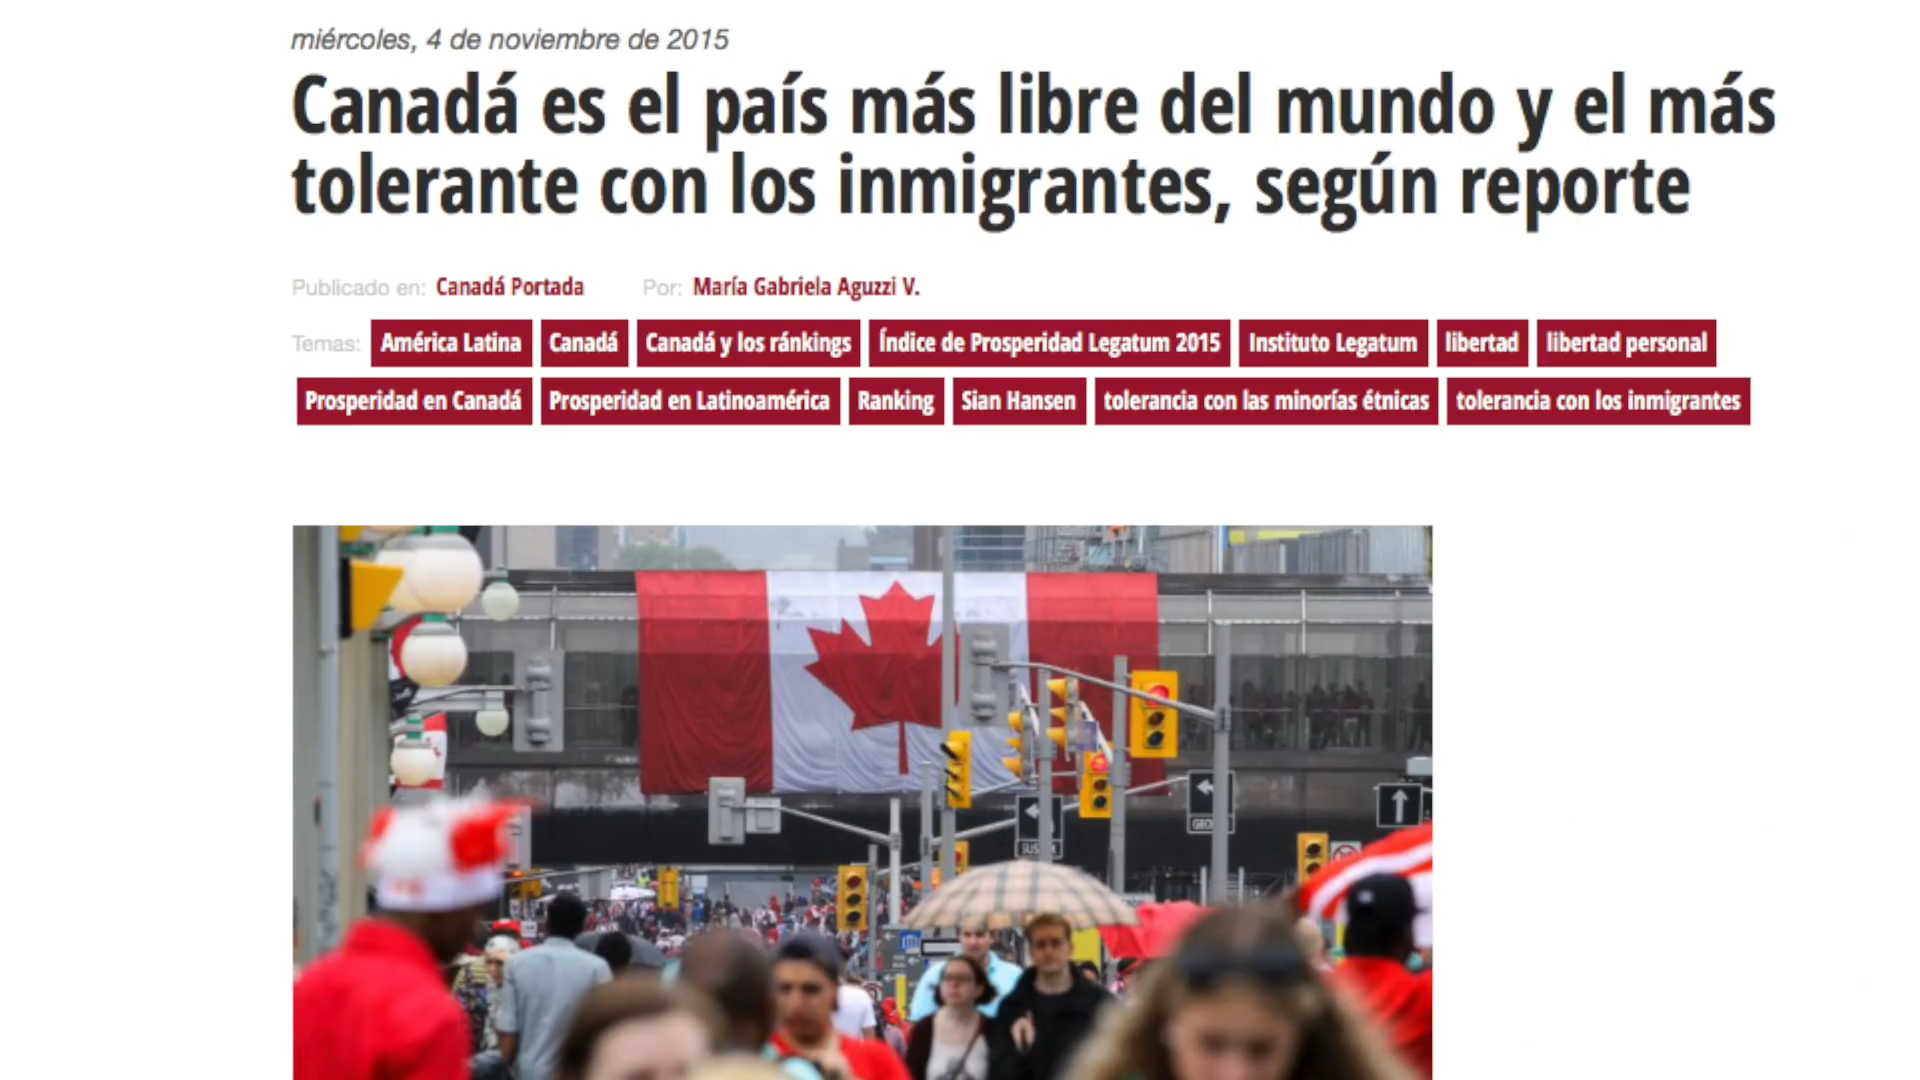 miércoles, 4 de noviembre de 2015
Canadá es el país más libre del mundo y el más
tolerante con los inmigrantes, según reporte
Publicado en: Canadá Portada Por: María Gabriela Aguzzi V.
Temas: América Latina Canadá Canadá y los ránkings Índice de Prosperidad Legatum 2015 Instituto Legatum libertad libertad personal
Prosperidad en Canadá Prosperidad en Latinoamérica Ranking Sian Hansen tolerancia con las minorías étnicas tolerancia con los inmigrantes